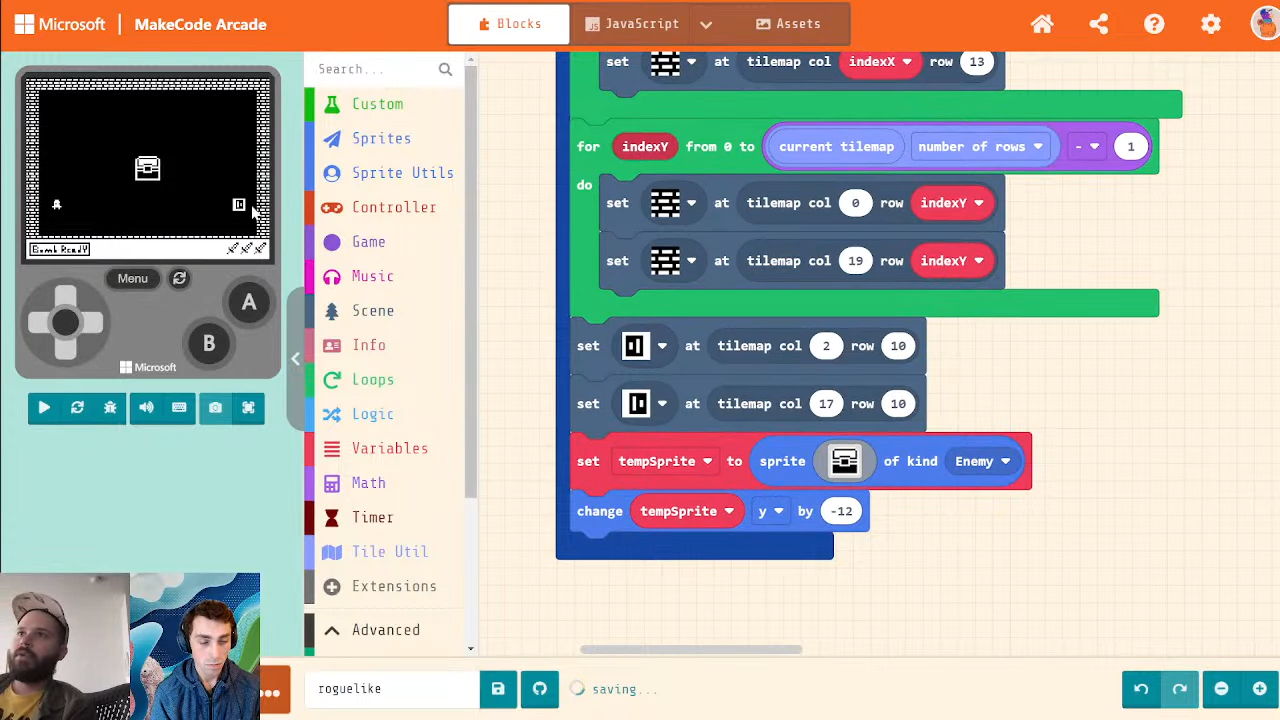 Microsoft | MakeCode Arcade
Blocks
JavaScript
Assets
Bomb Ready
Menu
A
B
Microsoft
Search...
Custom
Sprites
Sprite Utils
Controller
Game
Music
Scene
Info
Loops
Logic
Variables
Math
Timer
Tile Util
Extensions
Advanced
set at tilemap col indexX row 13
for indexY from 0 to current tilemap number of rows - 1
do
set at tilemap col 0 row indexY
set at tilemap col 19 row indexY
set at tilemap col 2 row 10
set at tilemap col 17 row 10
set tempSprite to sprite of kind Enemy
change tempSprite y by -12
roguelike
saving...